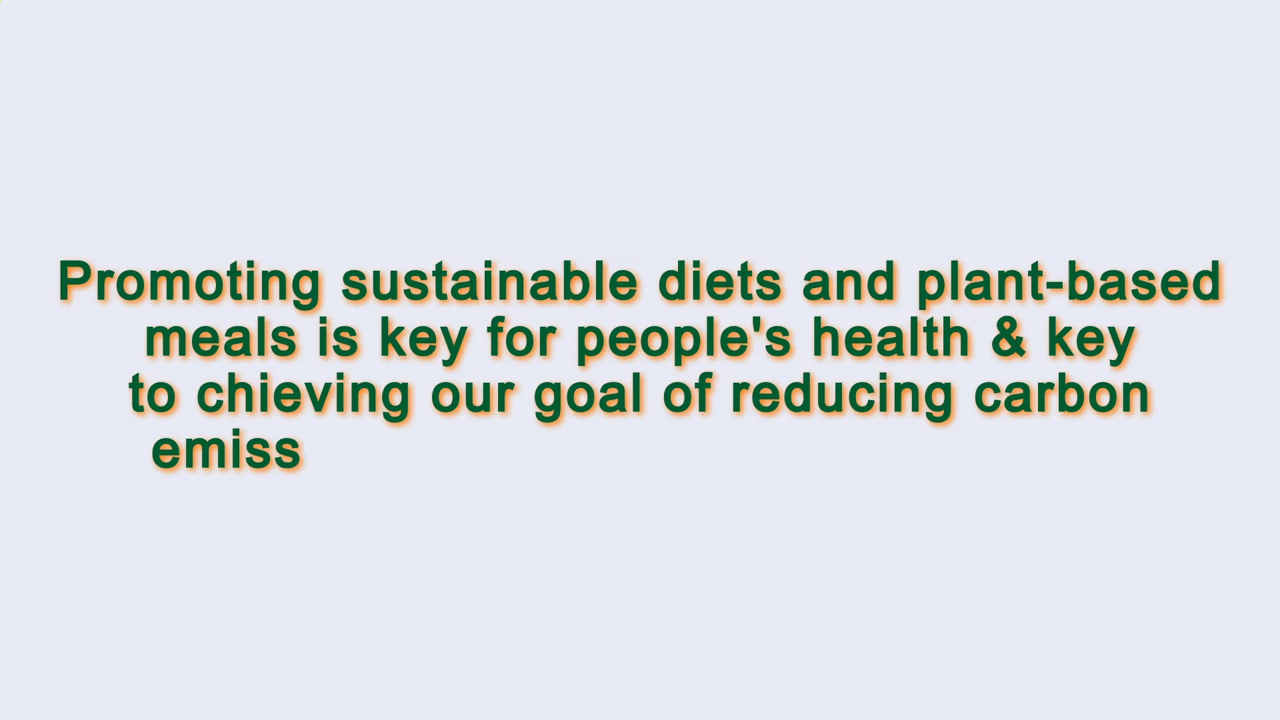 Promoting sustainable diets and plant-based
meals is key for people's health & key
to chieving our goal of reducing carbon
emiss